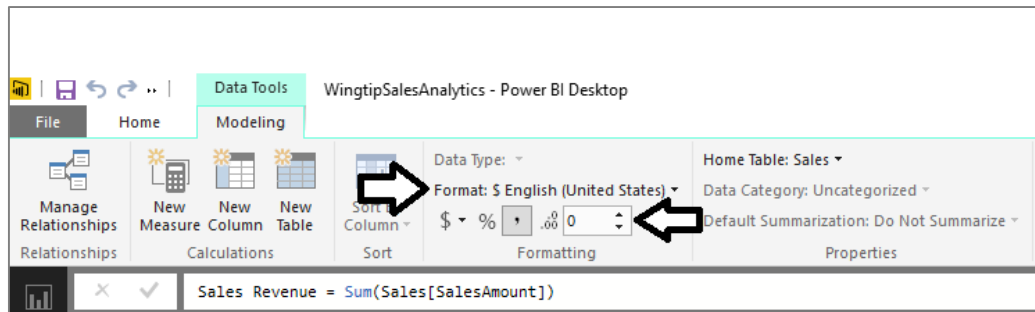 Data Tools WingtipSalesAnalytics - Power BI Desktop
File Home Modeling
Manage Relationships
New Measure
New Column
New Table
Column
Data Type:
Format: $ English (United States)
$ % , .00 0
Home Table: Sales
Data Category: Uncategorized
Default Summarization: Do Not Summarize
Relationships Calculations Sort Formatting Properties
Sales Revenue = Sum(Sales[SalesAmount])